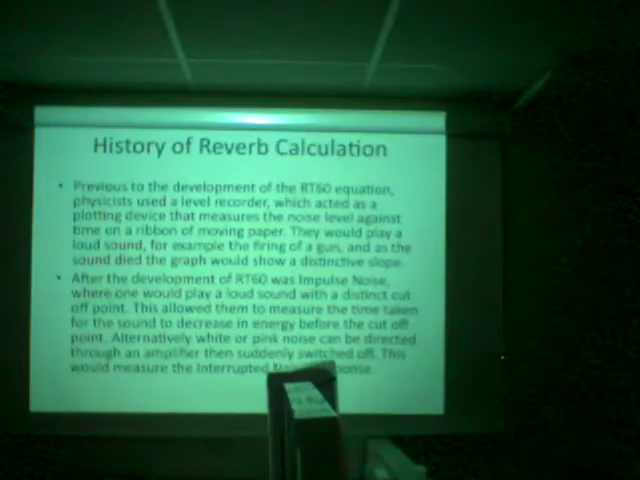 History of Reverb Calculation
• Previous to the development of the RT60 equation,
physicists used a level recorder, which acted as a
plotting device that measures the noise level against
time on a ribbon of moving paper. They would play a
loud sound, for example the firing of a gun, and as the
sound died the graph would show a distinctive slope.
• After the development of RT60 was Impulse Noise,
where one would play a loud sound with a distinct cut
off point. This allowed them to measure the time taken
for the sound to decrease in energy before the cut off
point. Alternatively white or pink noise can be directed
through an amplifier then suddenly switched off. This
would measure the Interrupted